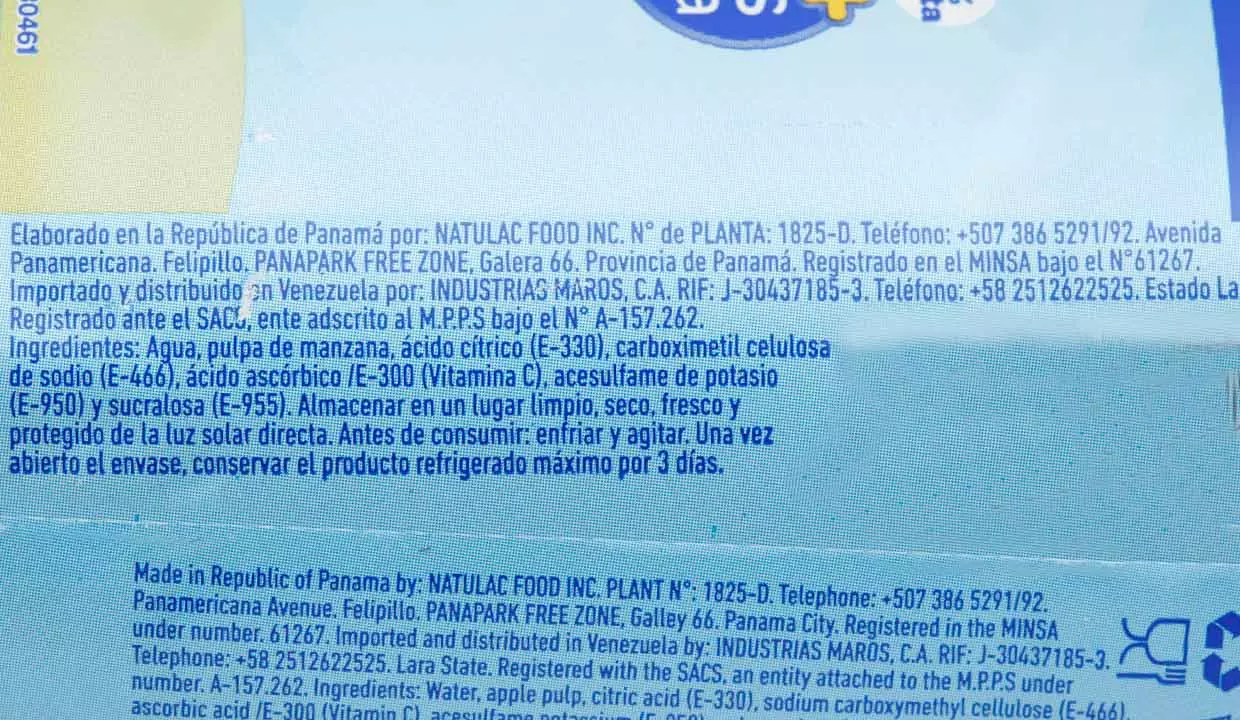 30461
Elaborado en la República de Panamá por: NATULAC FOOD INC. N° de PLANTA: 1825-D. Teléfono: +507 386 5291/92. Avenida
Panamericana. Felipillo. PANAPARK FREE ZONE, Galera 66. Provincia de Panamá. Registrado en el MINSA bajo el N°61267.
Importado y distribuido en Venezuela por: INDUSTRIAS MAROS, C.A. RIF: J-30437185-3. Teléfono: +58 2512622525. Estado La
Registrado ante el SACS, ente adscrito al M.P.P.S bajo el N° A-157.262.
Ingredientes: Agua, pulpa de manzana, ácido cítrico (E-330), carboximetil celulosa
de sodio (E-466), ácido ascórbico /E-300 (Vitamina C), acesulfame de potasio
(E-950) y sucralosa (E-955). Almacenar en un lugar limpio, seco, fresco y
protegido de la luz solar directa. Antes de consumir: enfriar y agitar. Una vez
abierto el envase, conservar el producto refrigerado máximo por 3 días.
Made in Republic of Panama by: NATULAC FOOD INC. PLANT N°: 1825-D. Telephone: +507 386 5291/92.
Panamericana Avenue. Felipillo. PANAPARK FREE ZONE, Galley 66. Panama City. Registered in the MINSA
under number. 61267. Imported and distributed in Venezuela by: INDUSTRIAS MAROS, C.A. RIF: J-30437185-3.
Telephone: +58 2512622525. Lara State. Registered with the SACS, an entity attached to the M.P.P.S under
number. A-157.262. Ingredients: Water, apple pulp, citric acid (E-330), sodium carboxymethyl cellulose (E-466),
ascorbic acid /E-300 (Vitamin C), acesulfame potassium (E-950)